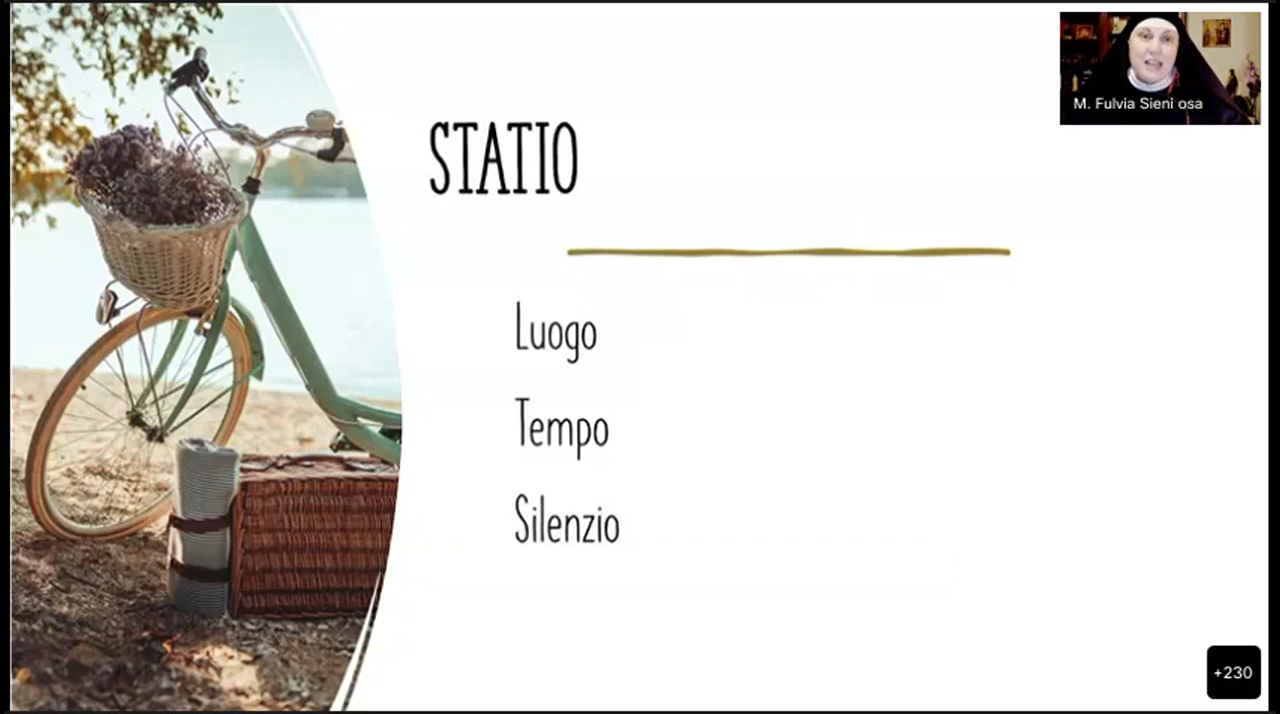 M. Fulvia Sieni osa
STATIO
Luogo
Tempo
Silenzio
+230